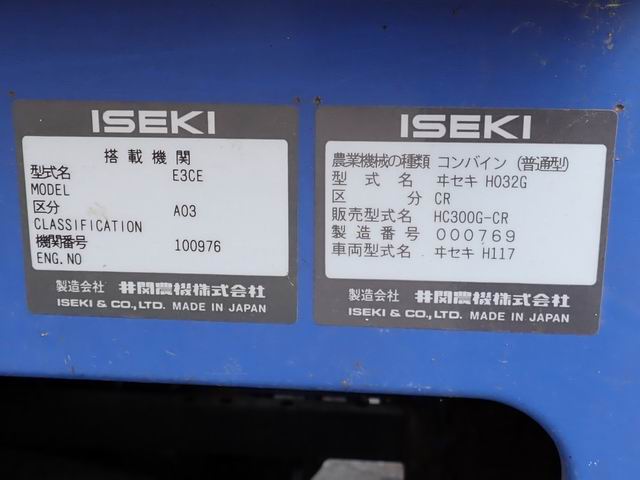 ISEKI
搭載機関
型式名 E3CE
MODEL
区分 A03
CLASSIFICATION
機関番号 100976
ENG.NO
製造会社 井関農機株式会社
ISEKI & CO., LTD. MADE IN JAPAN
ISEKI
農業機械の種類 コンバイン (普通型)
型式名 ヰセキ HO32G
区分 CR
販売型式名 HC300G-CR
製造番号 000769
車両型式名 ヰセキ H117
製造会社 井関農機株式会社
ISEKI & CO., LTD. MADE IN JAPAN